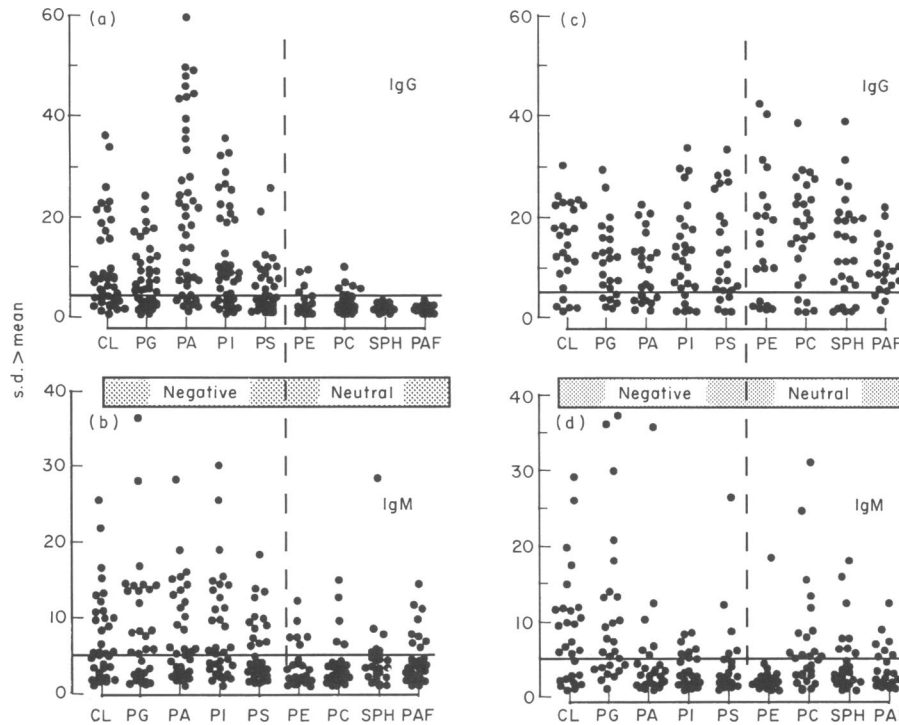 60
(a)
IgG
40
20
0
CL PG PA PI PS PE PC SPH PAF
60
(c)
IgG
40
20
0
CL PG PA PI PS PE PC SPH PAF
s.d. > mean
Negative Neutral
Negative Neutral
40
(b)
IgM
30
20
10
0
CL PG PA PI PS PE PC SPH PAF
40
(d)
IgM
30
20
10
0
CL PG PA PI PS PE PC SPH PA